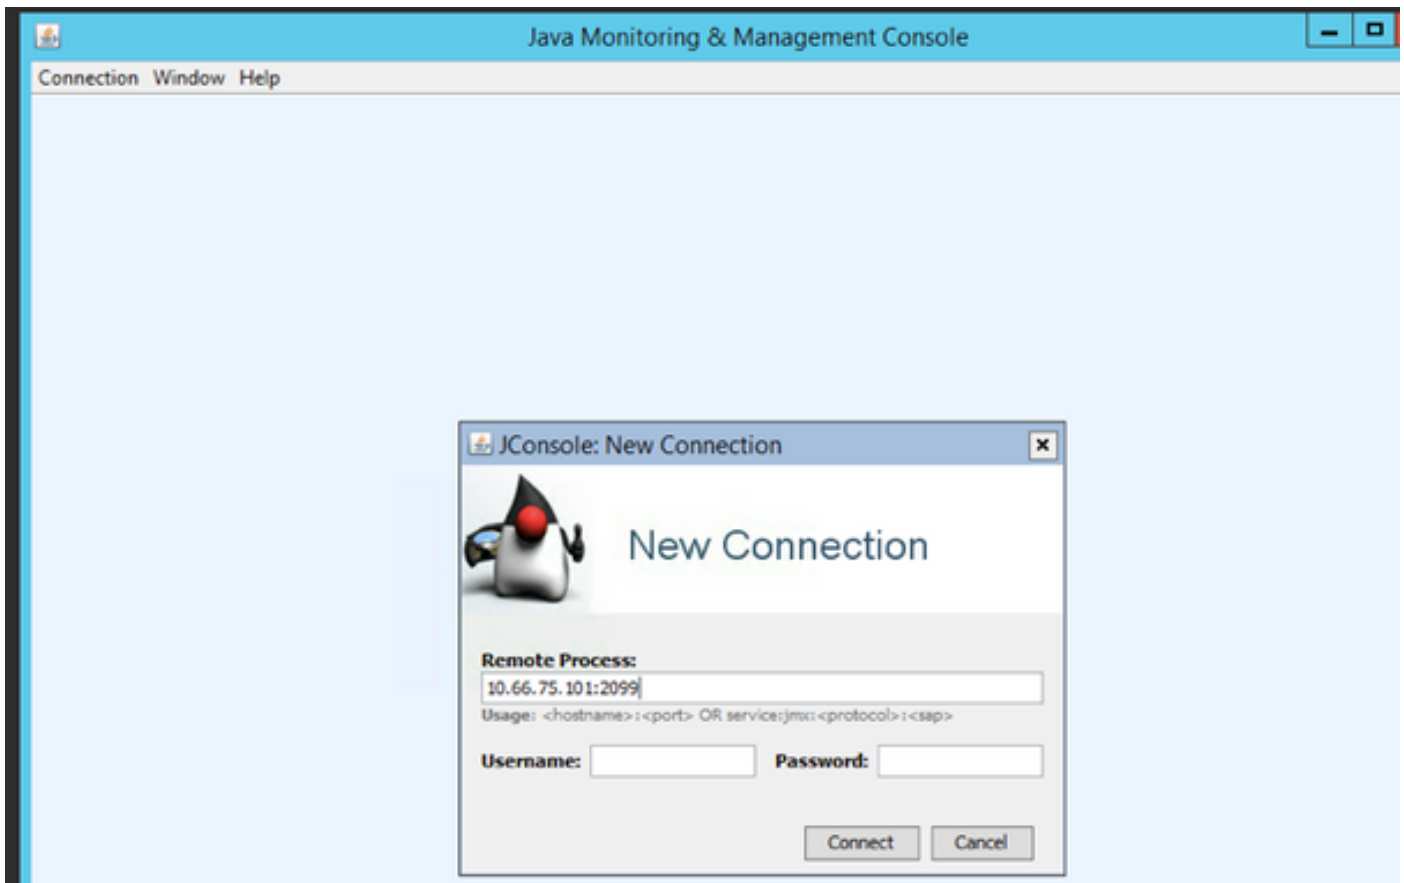 Java Monitoring & Management Console
Connection Window Help
JConsole: New Connection
New Connection
Remote Process:
10.66.75.101:2099
Usage: <hostname>:<port> OR service:jmx:<protocol>:<sap>
Username: Password:
Connect Cancel